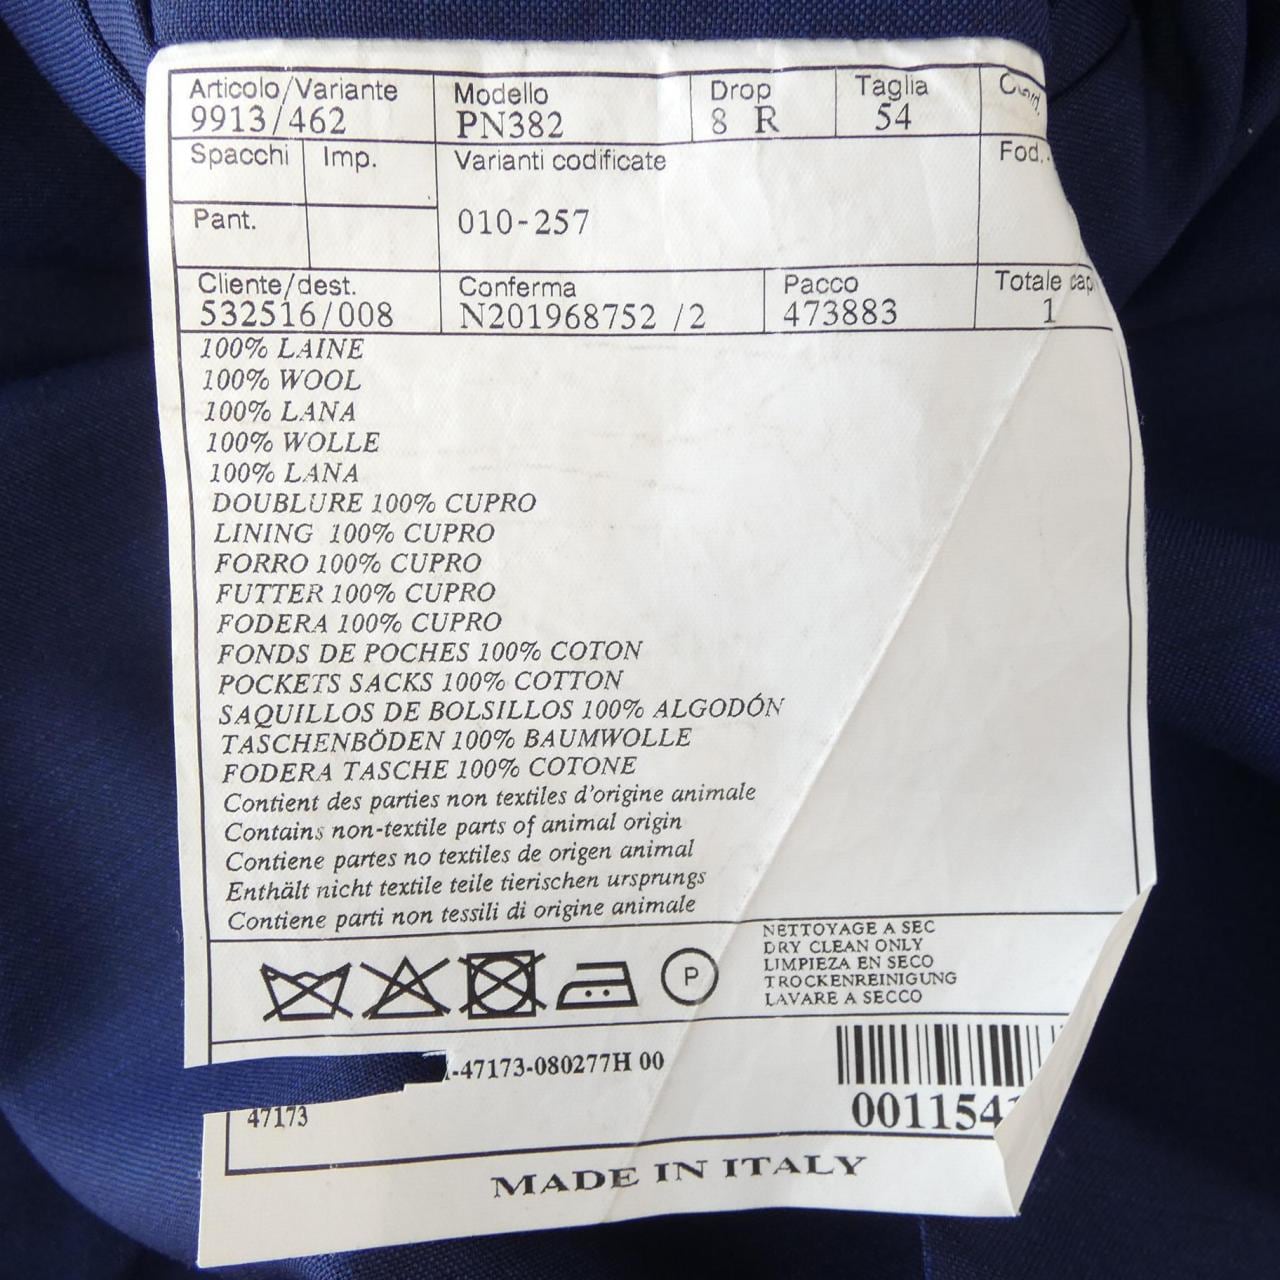 Articolo/Variante Modello Drop Taglia
9913/462 PN382 8 R 54
Spacchi Imp. Varianti codificate Fod.
Pant. 010-257
Cliente/dest. Conferma Pacco Totale
532516/008 N201968752 /2 473883 1
100% LAINE
100% WOOL
100% LANA
100% WOLLE
100% LANA
DOUBLURE 100% CUPRO
LINING 100% CUPRO
FORRO 100% CUPRO
FUTTER 100% CUPRO
FODERA 100% CUPRO
FONDS DE POCHES 100% COTON
POCKETS SACKS 100% COTTON
SAQUILLOS DE BOLSILLOS 100% ALGODÓN
TASCHENBÖDEN 100% BAUMWOLLE
FODERA TASCHE 100% COTONE
Contient des parties non textiles d'origine animale
Contains non-textile parts of animal origin
Contiene partes no textiles de origen animal
Enthält nicht textile teile tierischen ursprungs
Contiene parti non tessili di origine animale
P
NETTOYAGE A SEC
DRY CLEAN ONLY
LIMPIEZA EN SECO
TROCKENREINIGUNG
LAVARE A SECCO
-47173-080277H 00
47173
001154
MADE IN ITALY